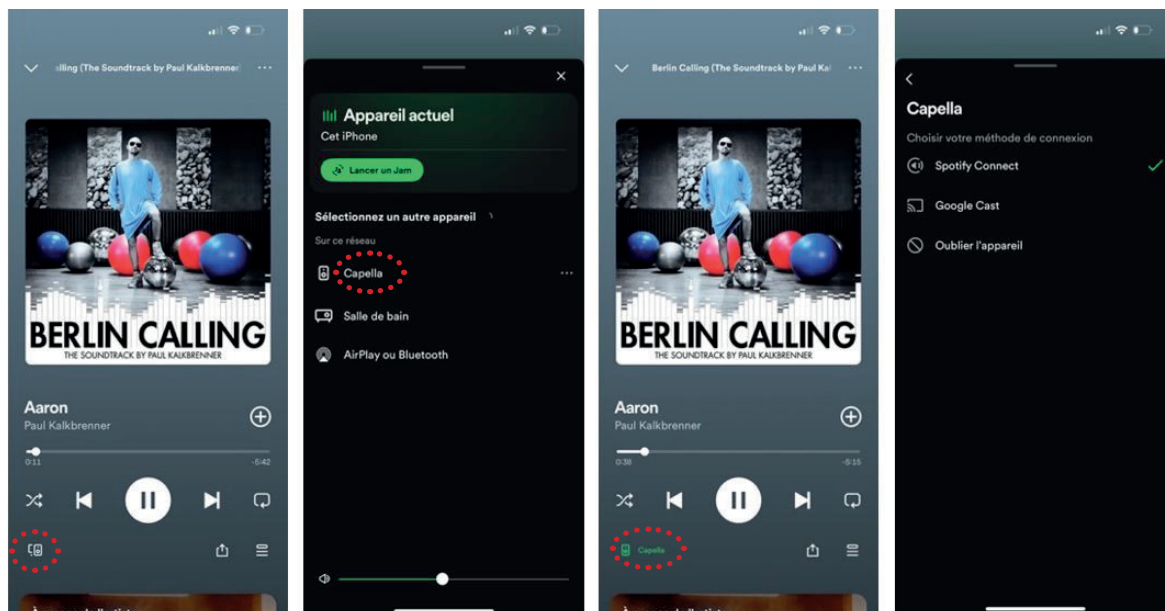 alling (The Soundtrack by Paul Kalkbrenner)
BERLIN CALLING
THE SOUNDTRACK BY PAUL KALKBRENNER
Aaron
Paul Kalkbrenner
0:11
-5:42
Appareil actuel
Cet iPhone
Lancer un Jam
Sélectionnez un autre appareil
Sur ce réseau
Capella
Salle de bain
AirPlay ou Bluetooth
Berlin Calling (The Soundtrack by Paul Kal
BERLIN CALLING
THE SOUNDTRACK BY PAUL KALKBRENNER
Aaron
Paul Kalkbrenner
0:38
-5:15
Capella
Capella
Choisir votre méthode de connexion
Spotify Connect
Google Cast
Oublier l'appareil